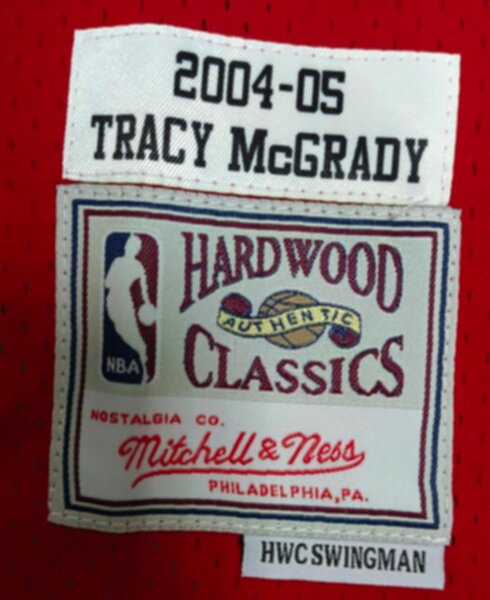 2004-05
TRACY McGRADY
HARDWOOD
AUTHENTIC
CLASSICS
NBA
NOSTALGIA CO.
Mitchell & Ness
PHILADELPHIA, PA.
HWC SWINGMAN